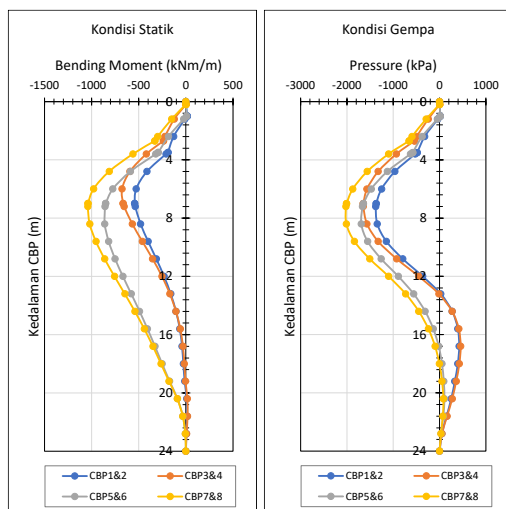 Kondisi Statik
Bending Moment (kNm/m)
-1500 -1000 -500 0 500
0
4
8
12
16
20
24
Kedalaman CBP (m)
CBP1&2 CBP3&4
CBP5&6 CBP7&8
Kondisi Gempa
Pressure (kPa)
-3000 -2000 -1000 0 1000
0
4
8
12
16
20
24
Kedalaman CBP (m)
CBP1&2 CBP3&4
CBP5&6 CBP7&8